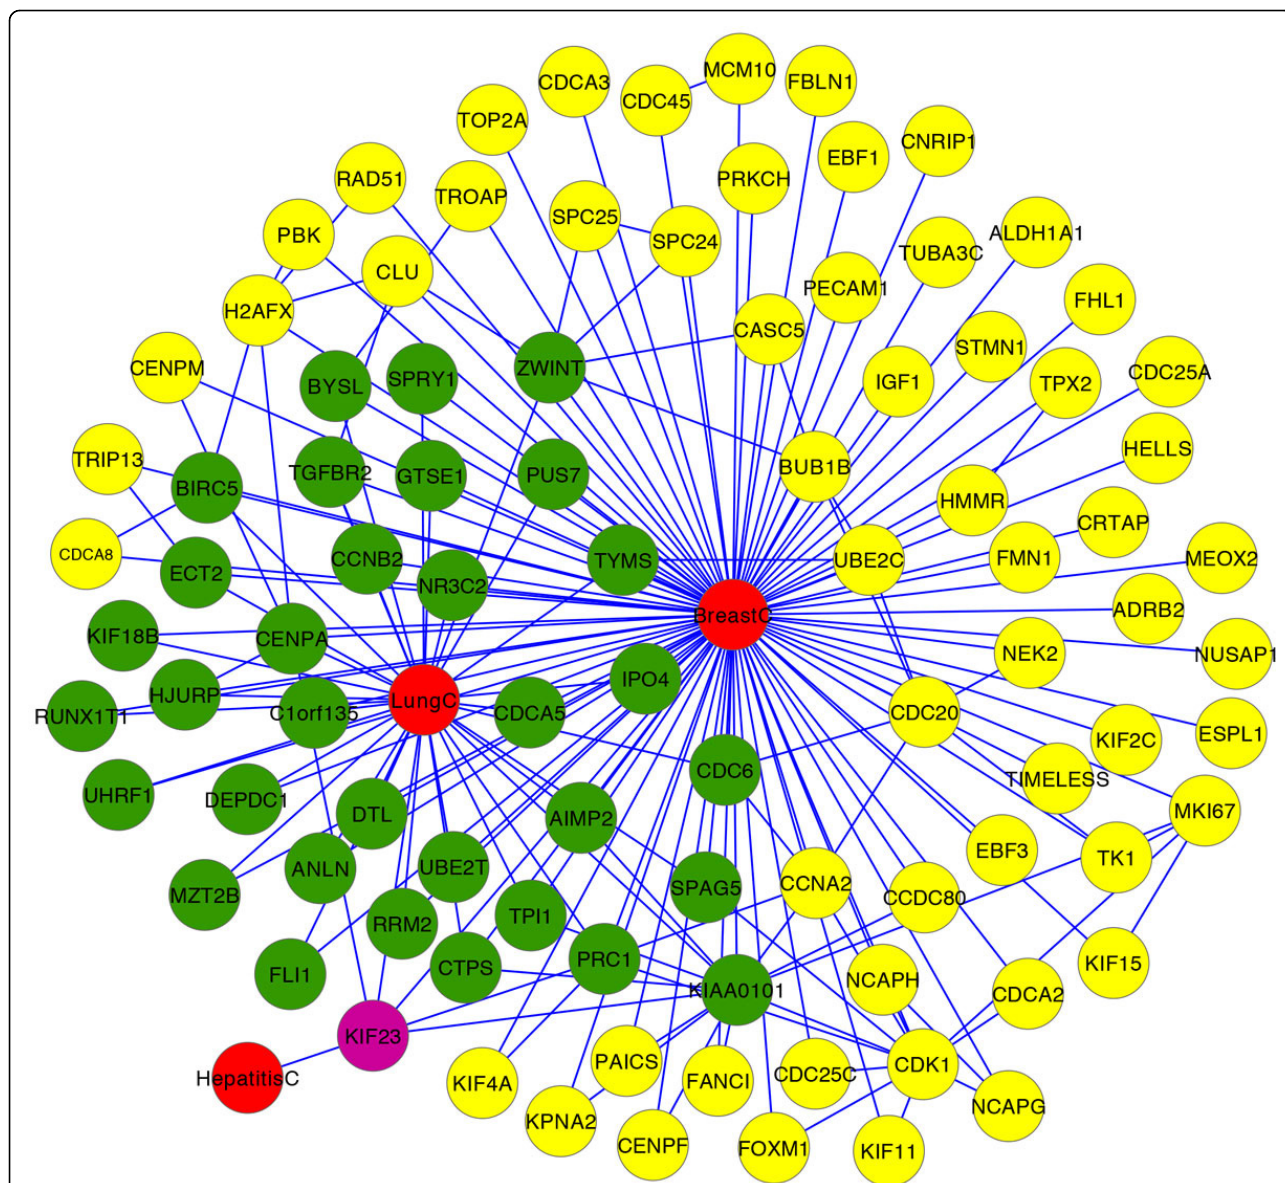 MCM10
CDCA3
FBLN1
CDC45
TOP2A
CNRIP1
EBF1
RAD51
PRKCH
TROAP
SPC25
ALDH1A1
PBK
SPC24
TUBA3C
CLU
PECAM1
FHL1
H2AFX
CASC5
STMN1
CENPM
ZWINT
SPRY1
IGF1
TPX2
CDC25A
BYSL
HELLS
TRIP13
BUB1B
TGFBR2
GTSE1
PUS7
BIRC5
HMMR
CRTAP
CDCA8
CCNB2
TYMS
UBE2C
FMN1
MEOX2
ECT2
NR3C2
ADRB2
BreastC
KIF18B
CENPA
NEK2
NUSAP1
IPO4
HJURP
LungC
RUNX1T1
C1orf135
CDCA5
CDC20
ESPL1
KIF2C
CDC6
TIMELESS
UHRF1
DEPDC1
DTL
AIMP2
MKI67
EBF3
TK1
ANLN
UBE2T
MZT2B
SPAG5
CCNA2
CCDC80
RRM2
TPI1
PRC1
KIF15
FLI1
CTPS
NCAPH
KIAA0101
CDCA2
KIF23
PAICS
CDK1
HepatitisC
KIF4A
FANCI
CDC25C
NCAPG
KPNA2
CENPF
FOXM1
KIF11